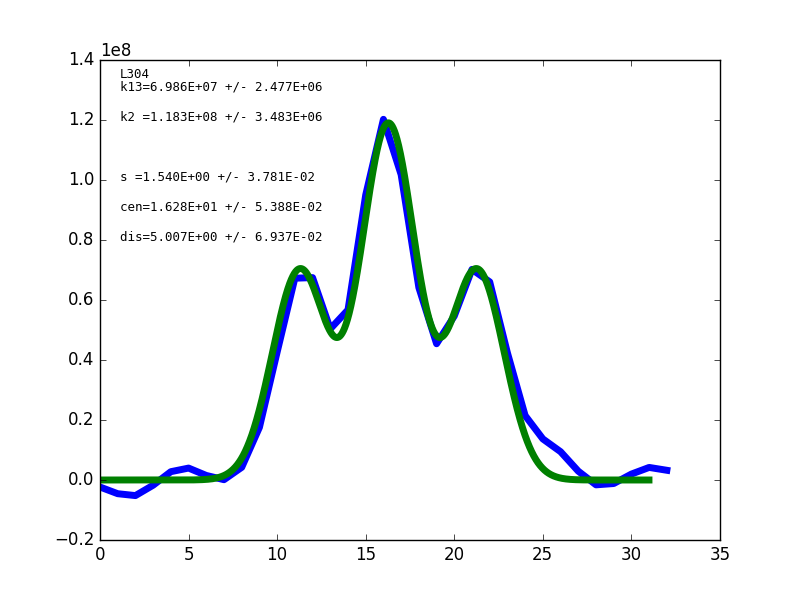 1e8
1.4
1.2
1.0
0.8
0.6
0.4
0.2
0.0
−0.2
L304
k13=6.986E+07 +/- 2.477E+06
k2 =1.183E+08 +/- 3.483E+06
s =1.540E+00 +/- 3.781E-02
cen=1.628E+01 +/- 5.388E-02
dis=5.007E+00 +/- 6.937E-02
0 5 10 15 20 25 30 35